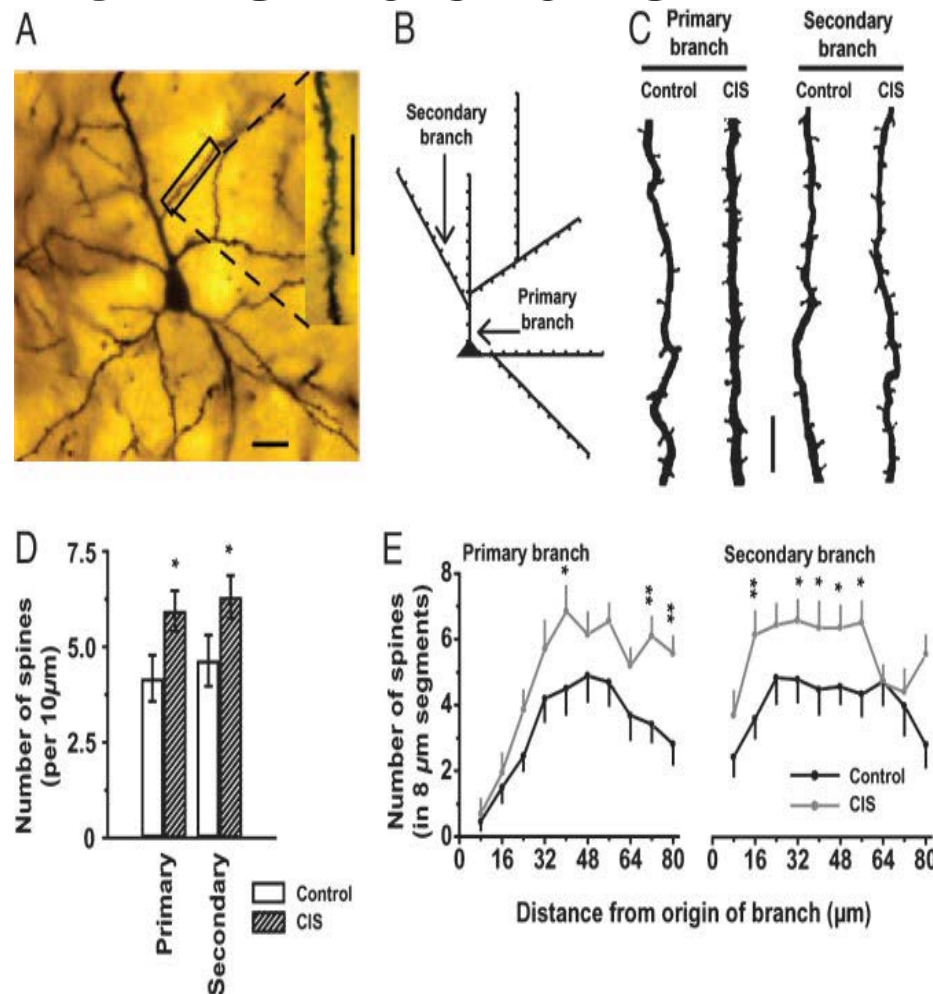 A
B
C
Primary
branch
Secondary
branch
Control
CIS
Control
CIS
Secondary
branch
Primary
branch
D
Number of spines
(per 10µm)
7.5
5.0
2.5
0
*
*
Primary
Secondary
Control
CIS
E
Primary branch
Secondary branch
Number of spines
(in 8 µm segments)
8
6
4
2
0
*
**
**
**
*
*
*
*
Control
CIS
0
16
32
48
64
80
0
16
32
48
64
80
Distance from origin of branch (µm)